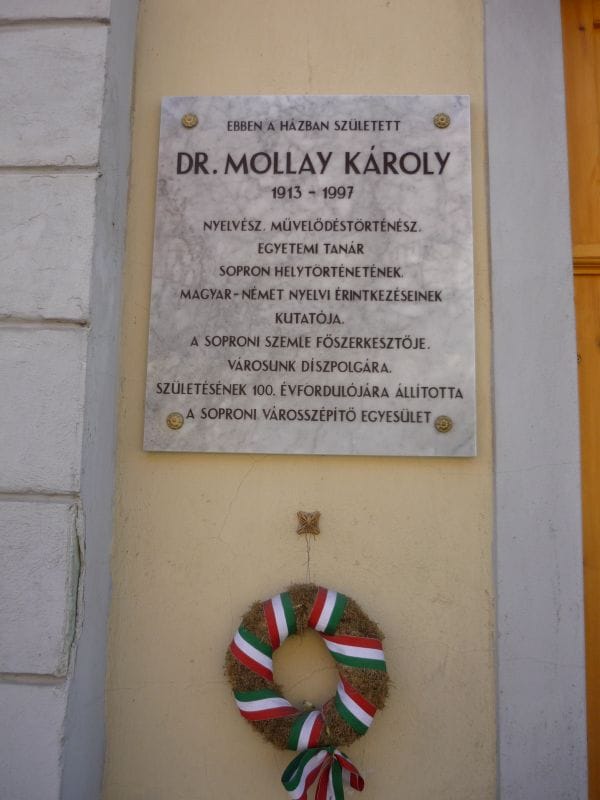 EBBEN A HÁZBAN SZÜLETETT
DR. MOLLAY KÁROLY
1913 - 1997
NYELVÉSZ, MŰVELŐDÉSTÖRTÉNÉSZ,
EGYETEMI TANÁR
SOPRON HELYTÖRTÉNETÉNEK,
MAGYAR-NÉMET NYELVI ÉRINTKEZÉSEINEK
KUTATÓJA,
A SOPRONI SZEMLE FŐSZERKESZTŐJE,
VÁROSUNK DÍSZPOLGÁRA.
SZÜLETÉSÉNEK 100. ÉVFORDULÓJÁRA ÁLLÍTOTTA
A SOPRONI VÁROSSZÉPÍTŐ EGYESÜLET